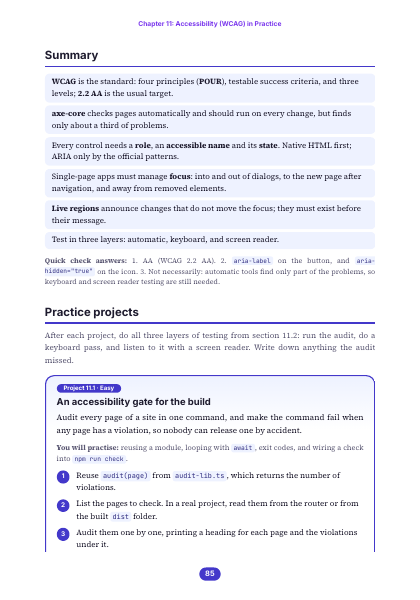 Chapter 11: Accessibility (WCAG) in Practice
Summary
WCAG is the standard: four principles (POUR), testable success criteria, and three
levels; 2.2 AA is the usual target.
axe-core checks pages automatically and should run on every change, but finds
only about a third of problems.
Every control needs a role, an accessible name and its state. Native HTML first;
ARIA only by the official patterns.
Single-page apps must manage focus: into and out of dialogs, to the new page after
navigation, and away from removed elements.
Live regions announce changes that do not move the focus; they must exist before
their message.
Test in three layers: automatic, keyboard, and screen reader.
Quick check answers: 1. AA (WCAG 2.2 AA). 2. aria-label on the button, and aria-
hidden="true" on the icon. 3. Not necessarily: automatic tools find only part of the problems, so
keyboard and screen reader testing are still needed.
Practice projects
After each project, do all three layers of testing from section 11.2: run the audit, do a
keyboard pass, and listen to it with a screen reader. Write down anything the audit
missed.
Project 11.1 · Easy
An accessibility gate for the build
Audit every page of a site in one command, and make the command fail when
any page has a violation, so nobody can release one by accident.
You will practise: reusing a module, looping with await, exit codes, and wiring a check
into npm run check.
1 Reuse audit(page) from audit-lib.ts, which returns the number of
violations.
2 List the pages to check. In a real project, read them from the router or from
the built dist folder.
3 Audit them one by one, printing a heading for each page and the violations
under it.
85